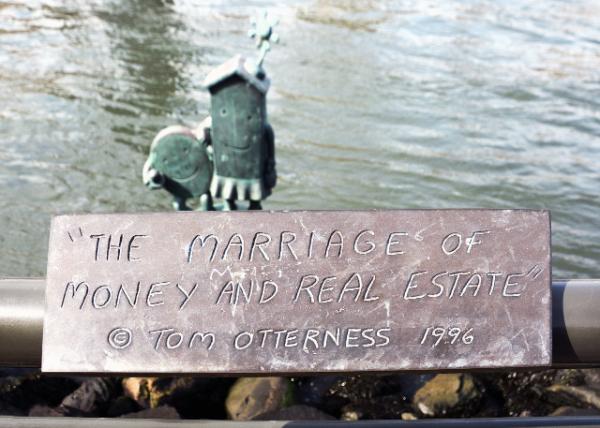 "THE MARRIAGE OF
MONEY AND REAL ESTATE"
© TOM OTTERNESS 1996